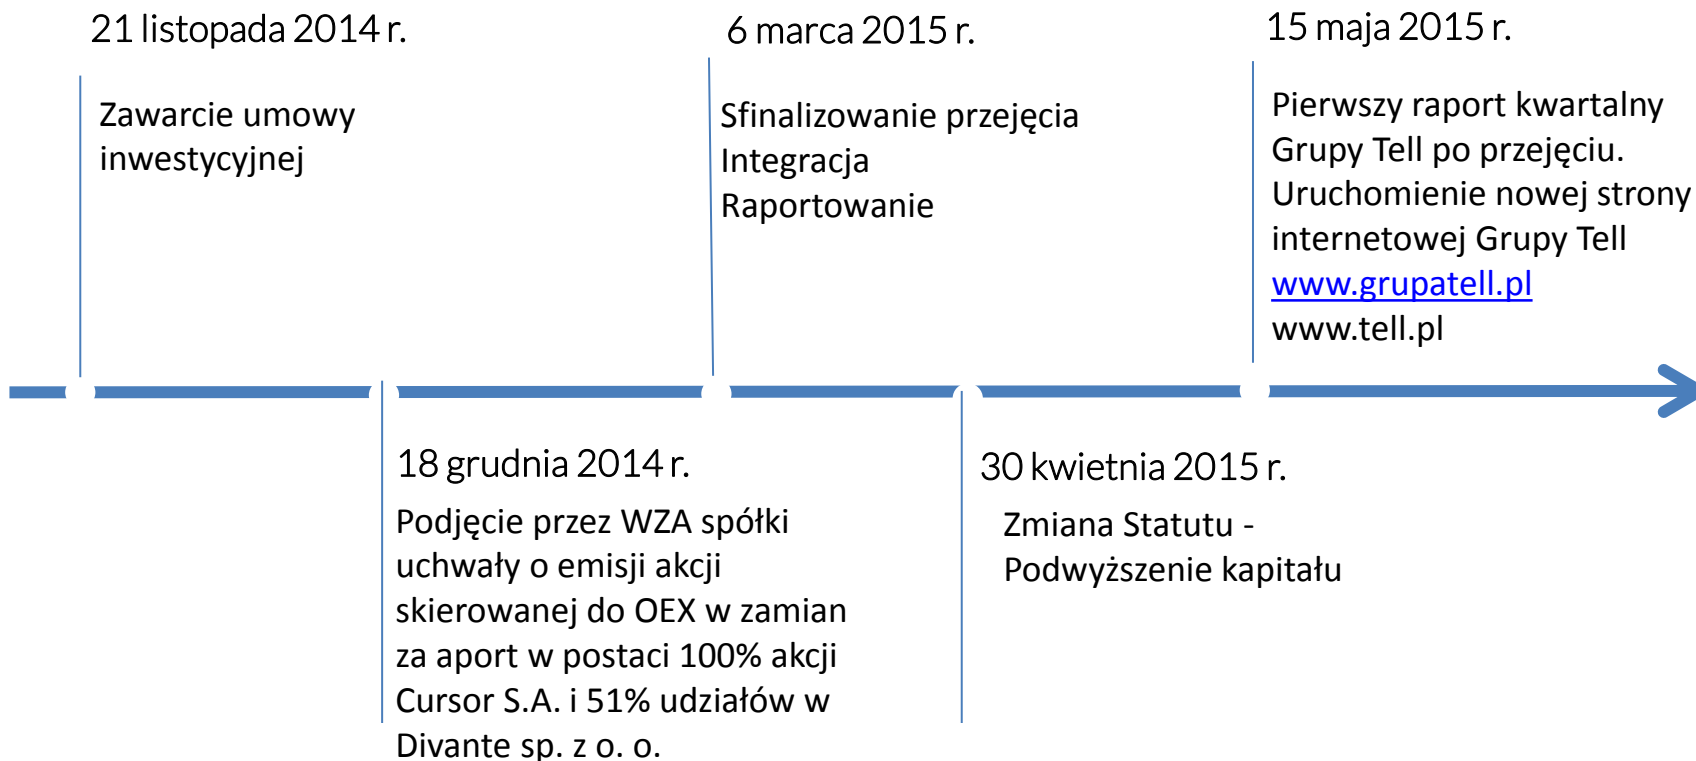 21 listopada 2014 r.
Zawarcie umowy
inwestycyjnej
18 grudnia 2014 r.
Podjęcie przez WZA spółki
uchwały o emisji akcji
skierowanej do OEX w zamian
za aport w postaci 100% akcji
Cursor S.A. i 51% udziałów w
Divante sp. z o. o.
6 marca 2015 r.
Sfinalizowanie przejęcia
Integracja
Raportowanie
30 kwietnia 2015 r.
Zmiana Statutu -
Podwyższenie kapitału
15 maja 2015 r.
Pierwszy raport kwartalny
Grupy Tell po przejęciu.
Uruchomienie nowej strony
internetowej Grupy Tell
www.grupatell.pl
www.tell.pl